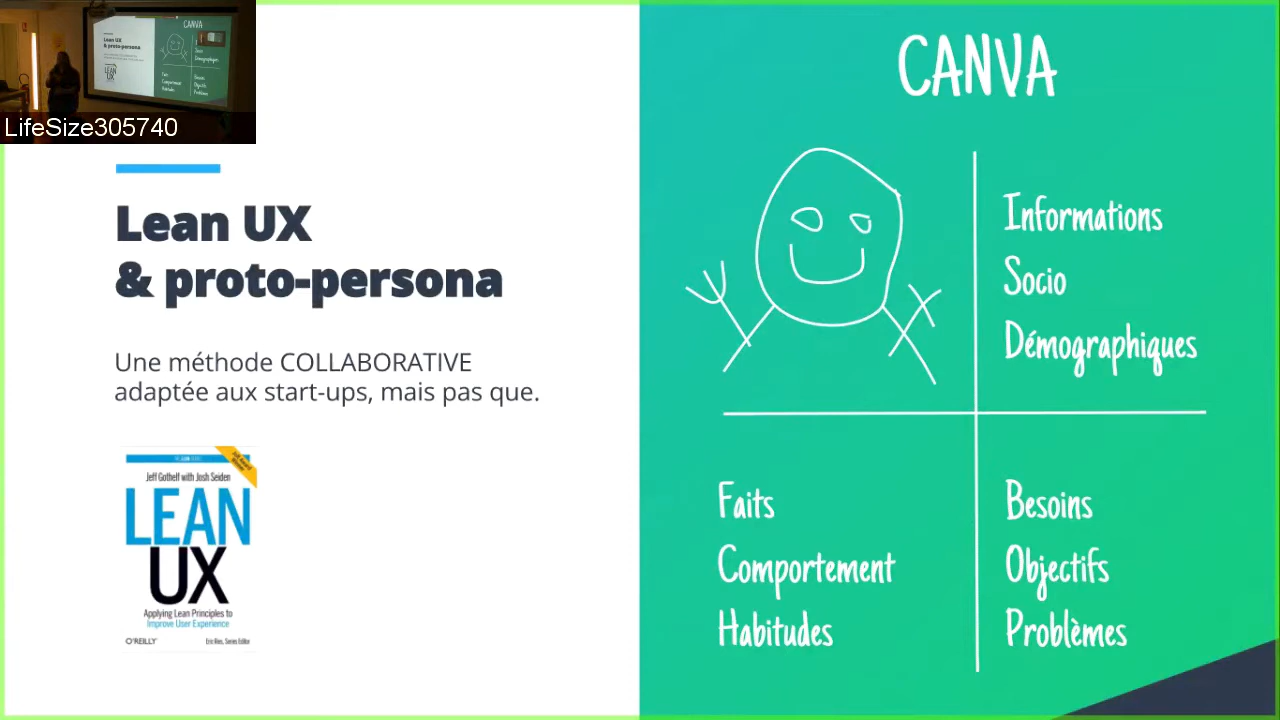 LifeSize305740
Lean UX
& proto-persona
Une méthode COLLABORATIVE
adaptée aux start-ups, mais pas que.
Jeff Gothelf with Josh Seiden
LEAN
UX
Applying Lean Principles to
Improve User Experience
O'REILLY
Eric Ries, Series Editor
CANVA
Informations
Socio
Démographiques
Faits
Comportement
Habitudes
Besoins
Objectifs
Problèmes